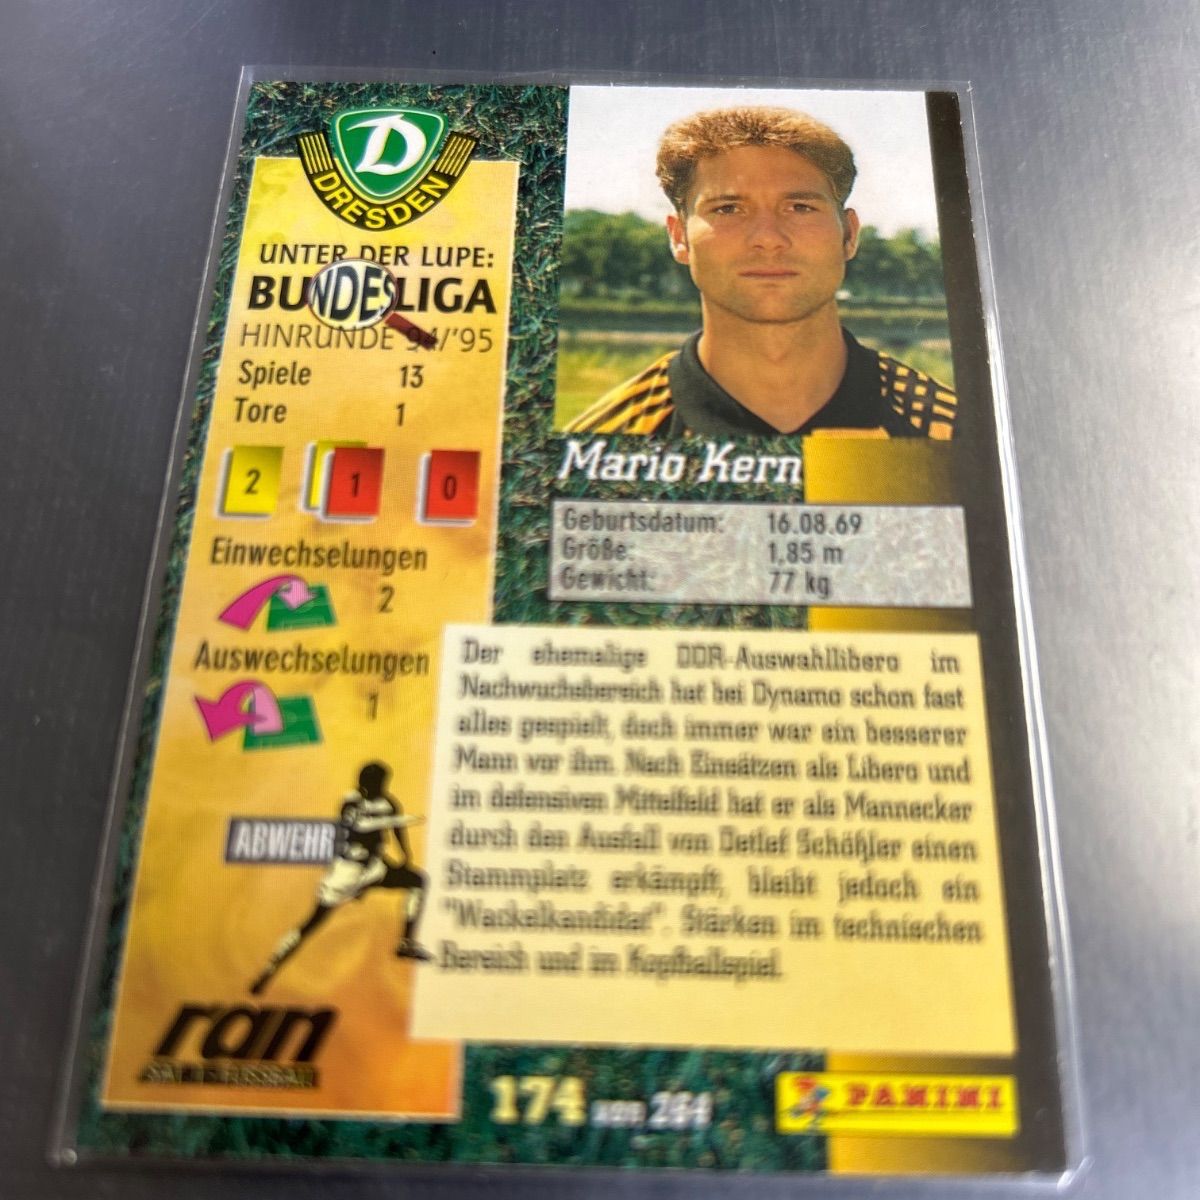 D
DRESDEN
UNTER DER LUPE:
BUNDESLIGA
HINRUNDE 94/'95
Spiele 13
Tore 1
2 1 0
Einwechselungen
2
Auswechselungen
1
ABWEHR
ran
Mario Kern
Geburtsdatum: 16.08.69
Größe: 1,85 m
Gewicht: 77 kg
Der ehemalige DDR-Auswahllibero im
Nachwuchsbereich hat bei Dynamo schon fast
alles gespielt, doch immer war ein besserer
Mann vor ihm. Nach Einsätzen als Libero und
im defensiven Mittelfeld hat er als Mannecker
durch den Ausfall von Detlef Schößler einen
Stammplatz erkämpft, bleibt jedoch ein
"Wackelkandidat". Stärken im technischen
Bereich und im Kopfballspiel.
174 von 264
PANINI